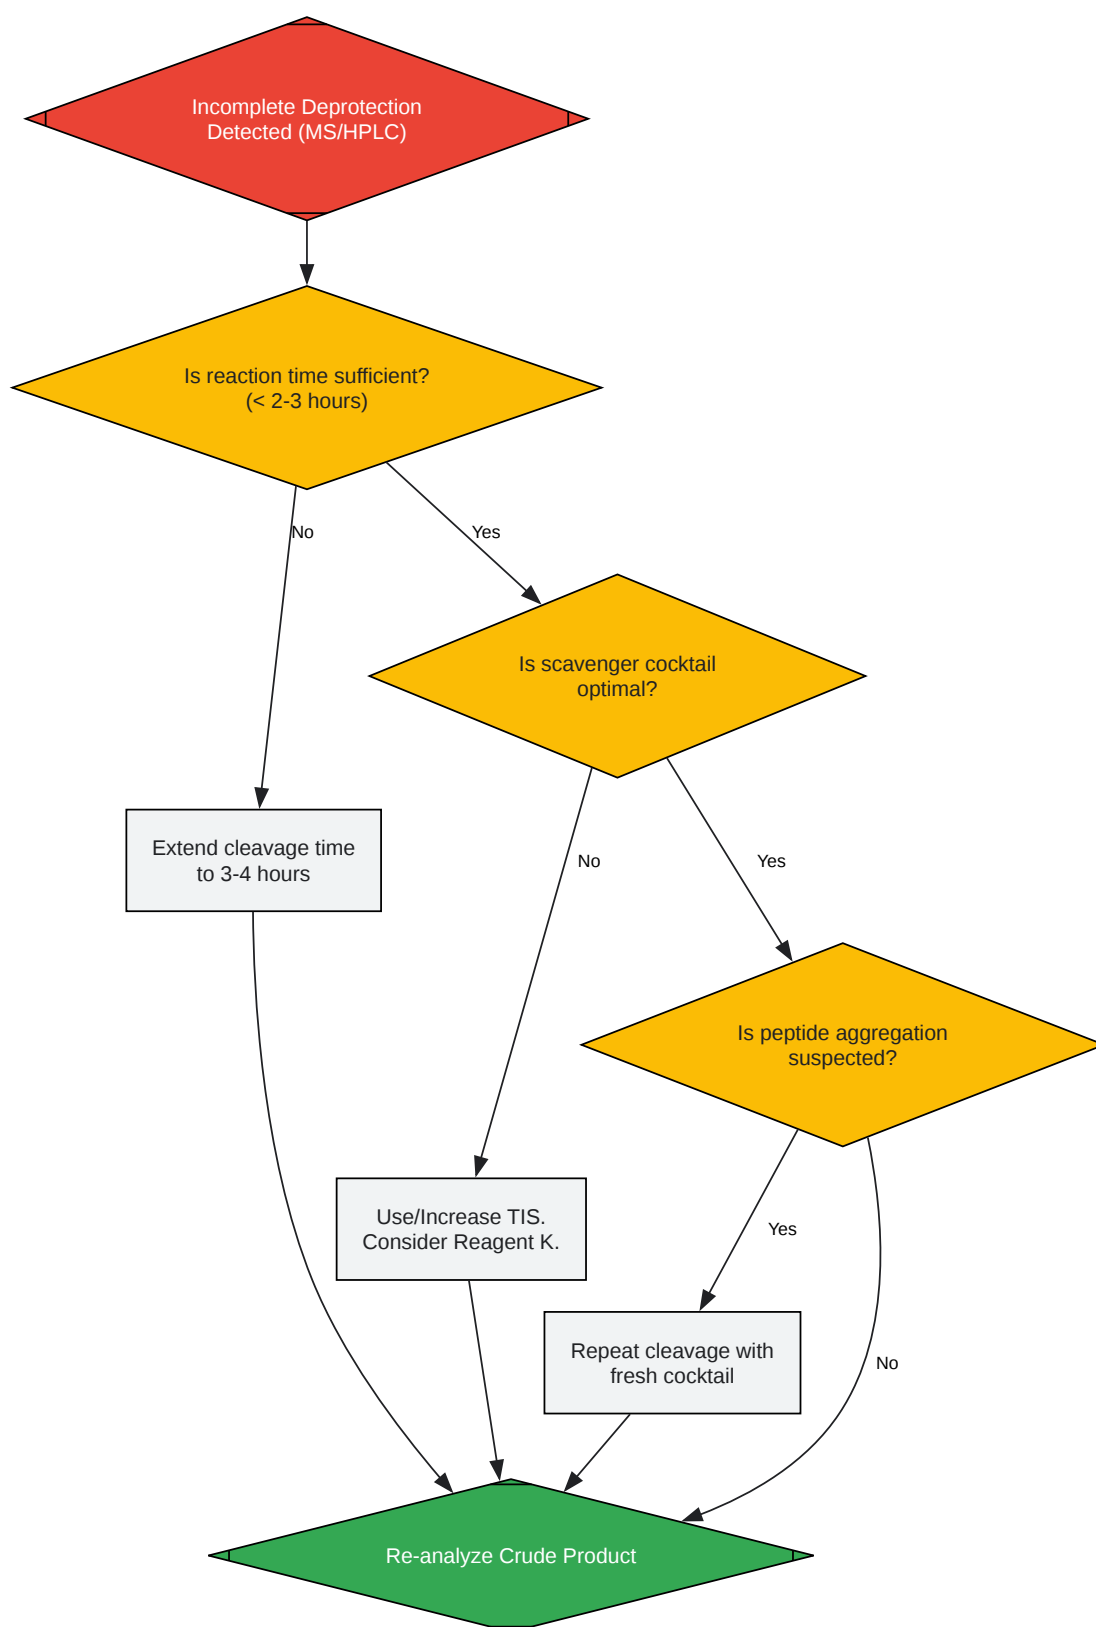 Incomplete Deprotection
Detected (MS/HPLC)
Is reaction time sufficient?
(< 2-3 hours)
No
Yes
Is scavenger cocktail
optimal?
Extend cleavage time
to 3-4 hours
No
Yes
Is peptide aggregation
suspected?
Use/Increase TIS.
Consider Reagent K.
Yes
Repeat cleavage with
fresh cocktail
No
Re-analyze Crude Product